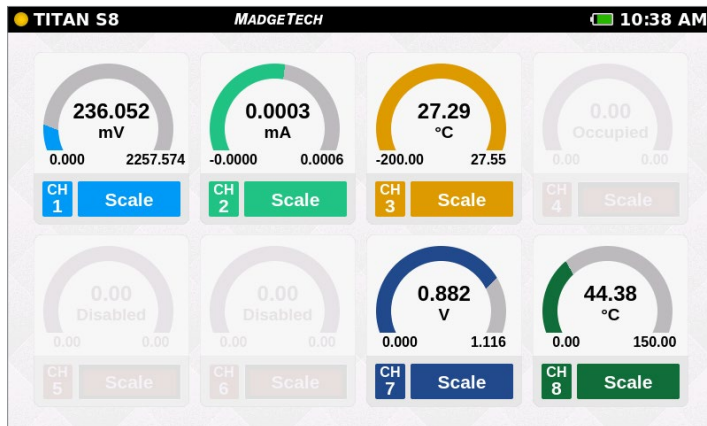 TITAN S8 MADGETECH 10:38 AM
236.052
mV
0.000 2257.574
CH
1
Scale
0.0003
mA
-0.0000 0.0006
CH
2
Scale
27.29
°C
-200.00 27.55
CH
3
Scale
0.00
Occupied
0.00 0.00
CH
4
Scale
0.00
Disabled
0.00 0.00
CH
5
Scale
0.00
Disabled
0.00 0.00
CH
6
Scale
0.882
V
0.000 1.116
CH
7
Scale
44.38
°C
0.00 150.00
CH
8
Scale